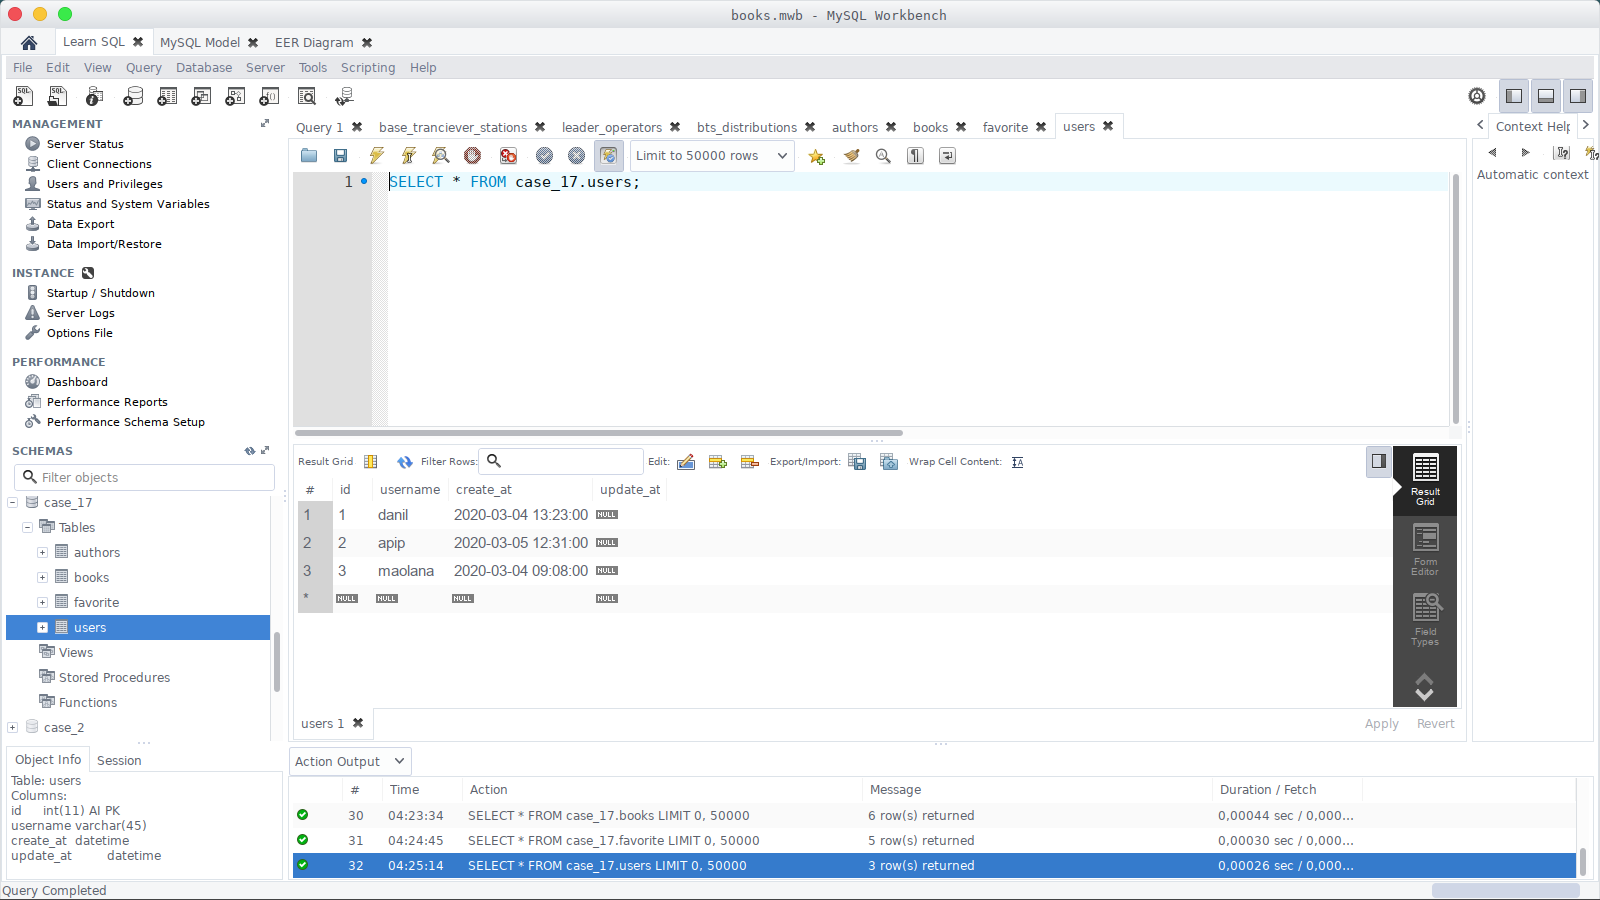 books.mwb - MySQL Workbench
Learn SQL MySQL Model EER Diagram
File Edit View Query Database Server Tools Scripting Help
MANAGEMENT
Server Status
Client Connections
Users and Privileges
Status and System Variables
Data Export
Data Import/Restore
INSTANCE
Startup / Shutdown
Server Logs
Options File
PERFORMANCE
Dashboard
Performance Reports
Performance Schema Setup
SCHEMAS
Filter objects
case_17
Tables
authors
books
favorite
users
Views
Stored Procedures
Functions
case_2
Object Info Session
Table: users
Columns:
id int(11) AI PK
username varchar(45)
create_at datetime
update_at datetime
Query 1 base_tranciever_stations leader_operators bts_distributions authors books favorite users
Limit to 50000 rows
1 SELECT * FROM case_17.users;
Context Help
Automatic context
Result Grid Filter Rows: Edit: Export/Import: Wrap Cell Content:
# id username create_at update_at
1 1 danil 2020-03-04 13:23:00 NULL
2 2 apip 2020-03-05 12:31:00 NULL
3 3 maolana 2020-03-04 09:08:00 NULL
* NULL NULL NULL NULL
Result
Grid
Form
Editor
Field
Types
users 1
Apply Revert
Action Output
# Time Action Message Duration / Fetch
30 04:23:34 SELECT * FROM case_17.books LIMIT 0, 50000 6 row(s) returned 0,00044 sec / 0,000...
31 04:24:45 SELECT * FROM case_17.favorite LIMIT 0, 50000 5 row(s) returned 0,00030 sec / 0,000...
32 04:25:14 SELECT * FROM case_17.users LIMIT 0, 50000 3 row(s) returned 0,00026 sec / 0,000...
Query Completed